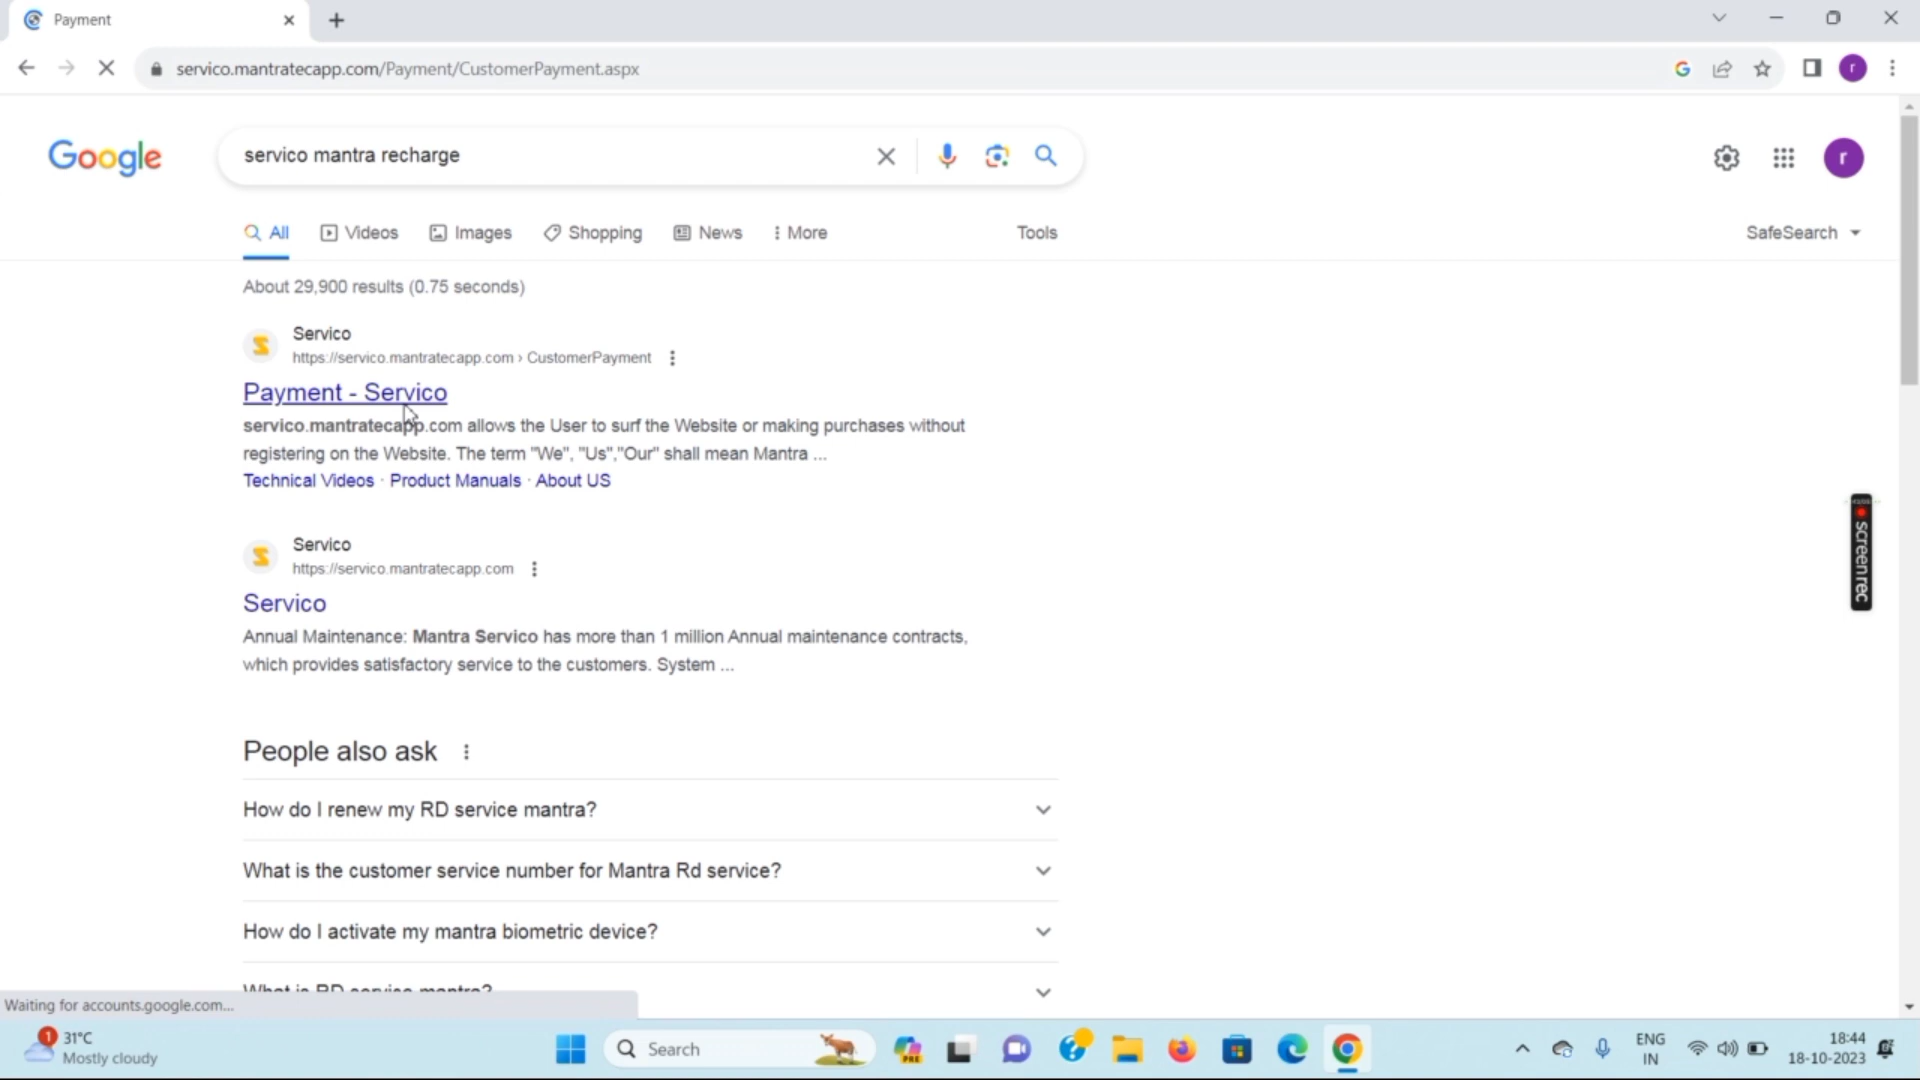 Payment
servico.mantratecapp.com/Payment/CustomerPayment.aspx
r
Google
servico mantra recharge
r
All
Videos
Images
Shopping
News
More
Tools
SafeSearch
About 29,900 results (0.75 seconds)
Servico
https://servico.mantratecapp.com › CustomerPayment
Payment - Servico
servico.mantratecapp.com allows the User to surf the Website or making purchases without
registering on the Website. The term "We", "Us","Our" shall mean Mantra ...
Technical Videos · Product Manuals · About US
Servico
https://servico.mantratecapp.com
Servico
Annual Maintenance: Mantra Servico has more than 1 million Annual maintenance contracts,
which provides satisfactory service to the customers. System ...
screenrec
People also ask
How do I renew my RD service mantra?
What is the customer service number for Mantra Rd service?
How do I activate my mantra biometric device?
What is RD service mantra?
Waiting for accounts.google.com...
1
31°C
Mostly cloudy
Search
PRE
ENG
IN
18:44
18-10-2023